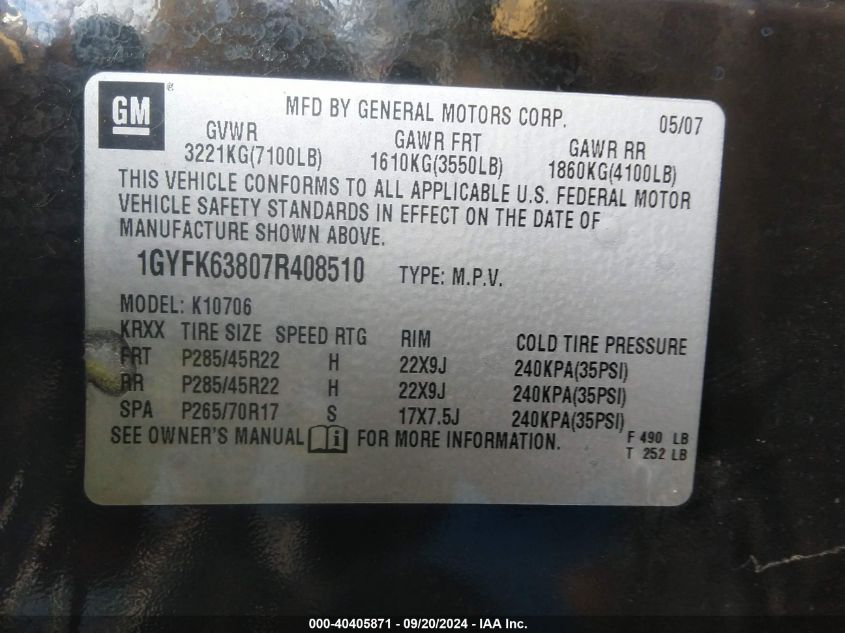 GM ®
MFD BY GENERAL MOTORS CORP. 05/07
GVWR GAWR FRT GAWR RR
3221KG(7100LB) 1610KG(3550LB) 1860KG(4100LB)
THIS VEHICLE CONFORMS TO ALL APPLICABLE U.S. FEDERAL MOTOR
VEHICLE SAFETY STANDARDS IN EFFECT ON THE DATE OF
MANUFACTURE SHOWN ABOVE.
1GYFK63807R408510 TYPE: M.P.V.
MODEL: K10706
KRXX TIRE SIZE SPEED RTG RIM COLD TIRE PRESSURE
FRT P285/45R22 H 22X9J 240KPA(35PSI)
RR P285/45R22 H 22X9J 240KPA(35PSI)
SPA P265/70R17 S 17X7.5J 240KPA(35PSI)
SEE OWNER'S MANUAL i FOR MORE INFORMATION. F 490 LB
T 252 LB
000-40405871 - 09/20/2024 - IAA Inc.